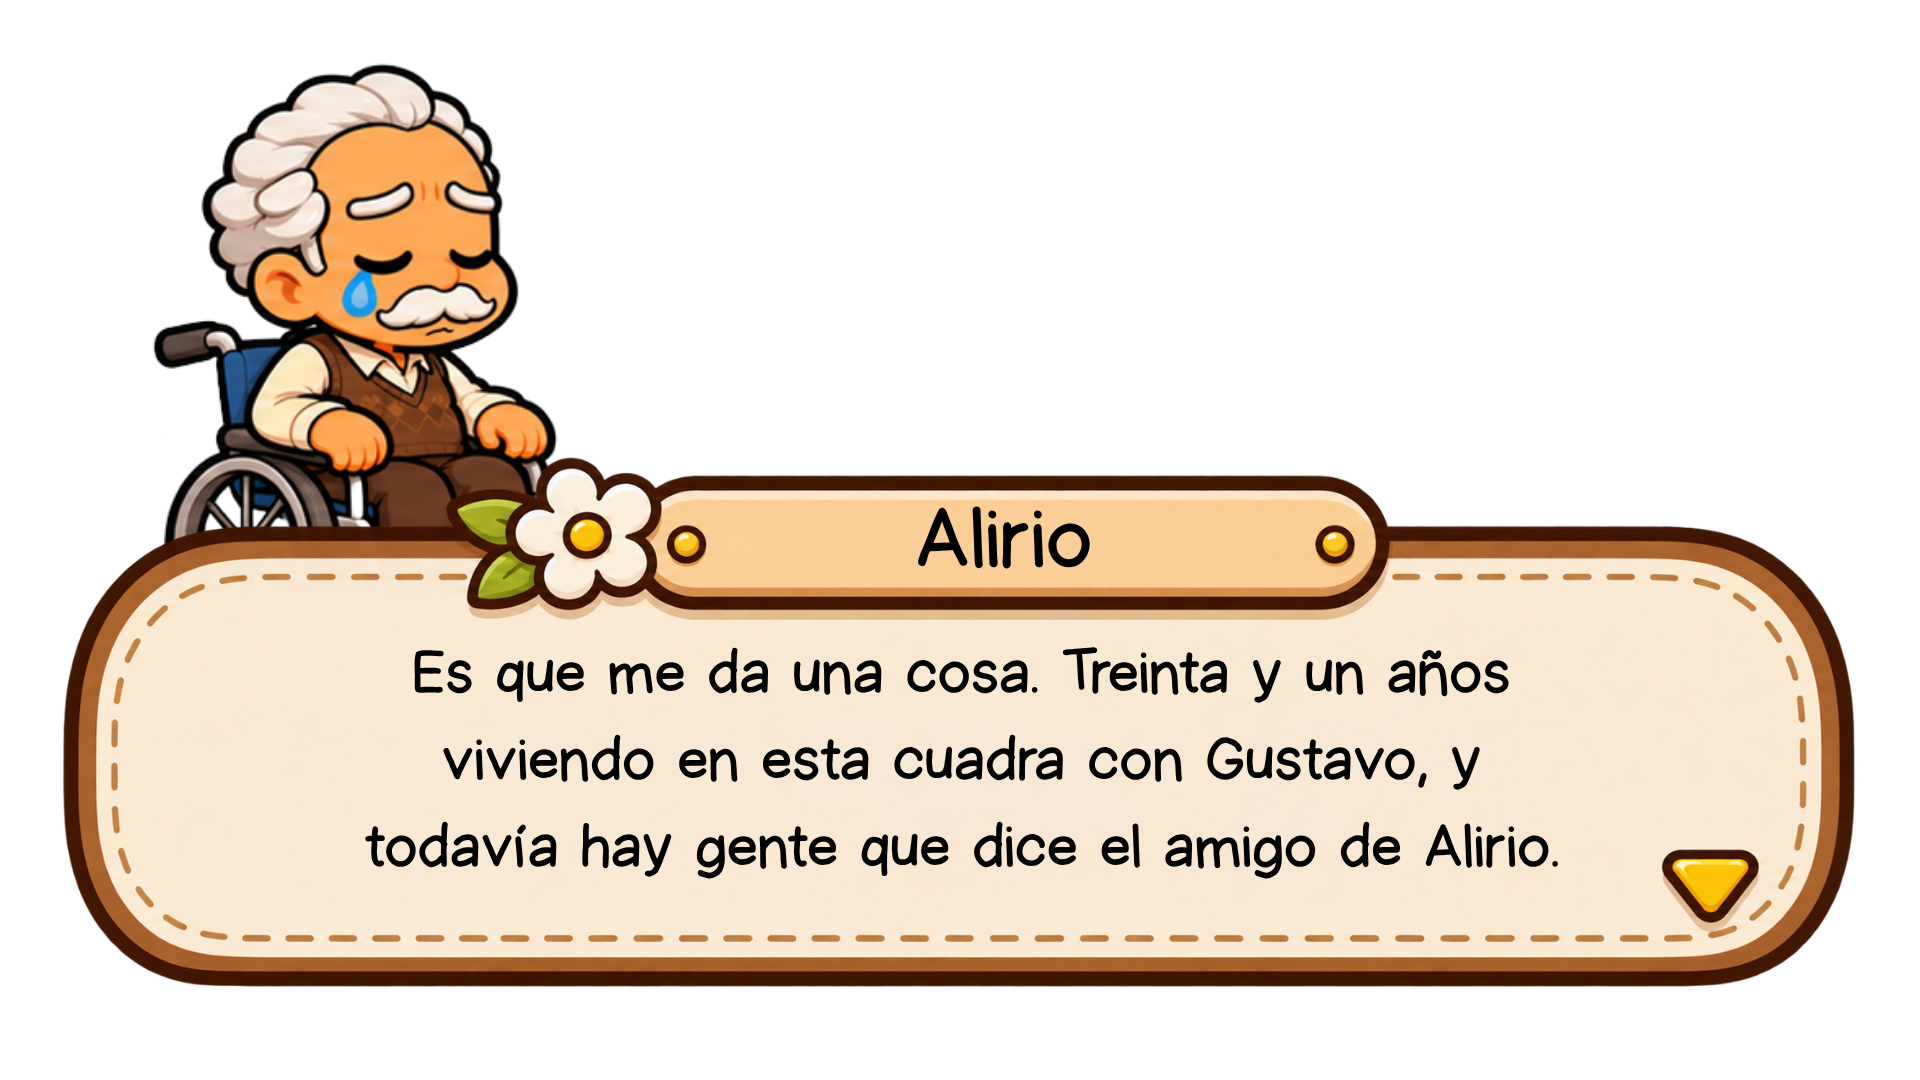 Alirio
Es que me da una cosa. Treinta y un años
viviendo en esta cuadra con Gustavo, y
todavía hay gente que dice el amigo de Alirio.